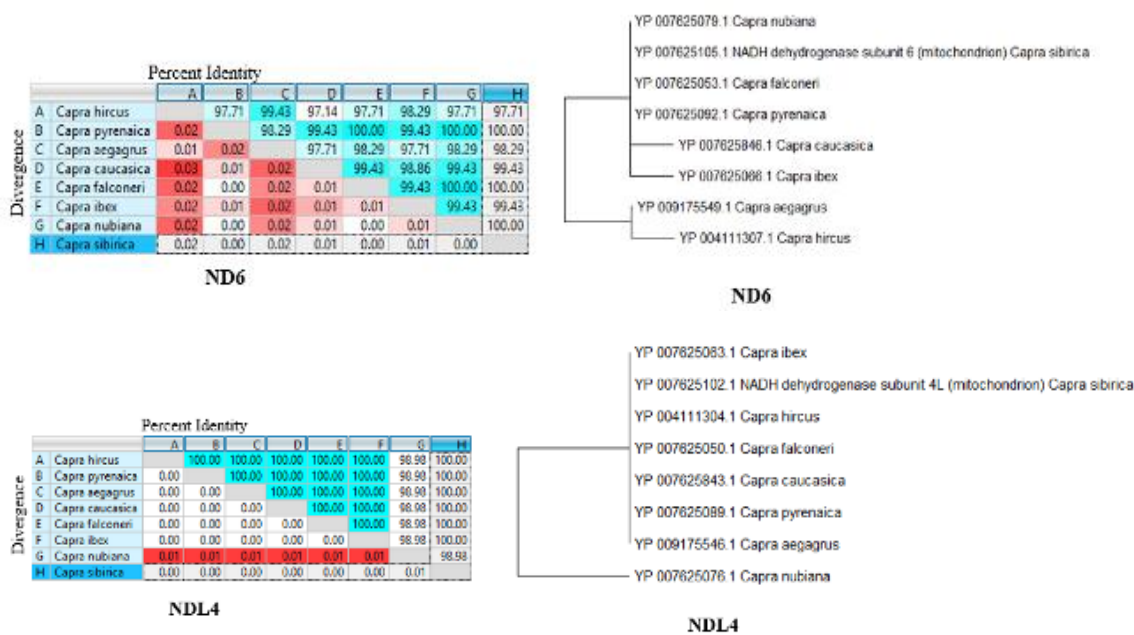 Percent Identity
Divergence
A B C D E F G H
A Capra hircus 97.71 99.43 97.14 97.71 98.29 97.71 97.71
B Capra pyrenaica 0.02 98.29 99.43 100.00 99.43 100.00 100.00
C Capra aegagrus 0.01 0.02 97.71 98.29 97.71 98.29 98.29
D Capra caucasica 0.03 0.01 0.02 99.43 98.86 99.43 99.43
E Capra falconeri 0.02 0.00 0.02 0.01 99.43 100.00 100.00
F Capra ibex 0.02 0.01 0.02 0.01 0.01 99.43 99.43
G Capra nubiana 0.02 0.00 0.02 0.01 0.00 0.01 100.00
H Capra sibirica 0.02 0.00 0.02 0.01 0.00 0.01 0.00
ND6
YP 007625079.1 Capra nubiana
YP 007625105.1 NADH dehydrogenase subunit 6 (mitochondrion) Capra sibirica
YP 007625053.1 Capra falconeri
YP 007625092.1 Capra pyrenaica
YP 007625846.1 Capra caucasica
YP 007625066.1 Capra ibex
YP 009175549.1 Capra aegagrus
YP 004111307.1 Capra hircus
ND6
Percent Identity
Divergence
A B C D E F G H
A Capra hircus 100.00 100.00 100.00 100.00 100.00 98.98 100.00
B Capra pyrenaica 0.00 100.00 100.00 100.00 100.00 98.98 100.00
C Capra aegagrus 0.00 0.00 100.00 100.00 100.00 98.98 100.00
D Capra caucasica 0.00 0.00 0.00 100.00 100.00 98.98 100.00
E Capra falconeri 0.00 0.00 0.00 0.00 100.00 98.98 100.00
F Capra ibex 0.00 0.00 0.00 0.00 0.00 98.98 100.00
G Capra nubiana 0.01 0.01 0.01 0.01 0.01 0.01 98.98
H Capra sibirica 0.00 0.00 0.00 0.00 0.00 0.00 0.01
NDL4
YP 007625063.1 Capra ibex
YP 007625102.1 NADH dehydrogenase subunit 4L (mitochondrion) Capra sibirica
YP 004111304.1 Capra hircus
YP 007625050.1 Capra falconeri
YP 007625843.1 Capra caucasica
YP 007625089.1 Capra pyrenaica
YP 009175546.1 Capra aegagrus
YP 007625076.1 Capra nubiana
NDL4